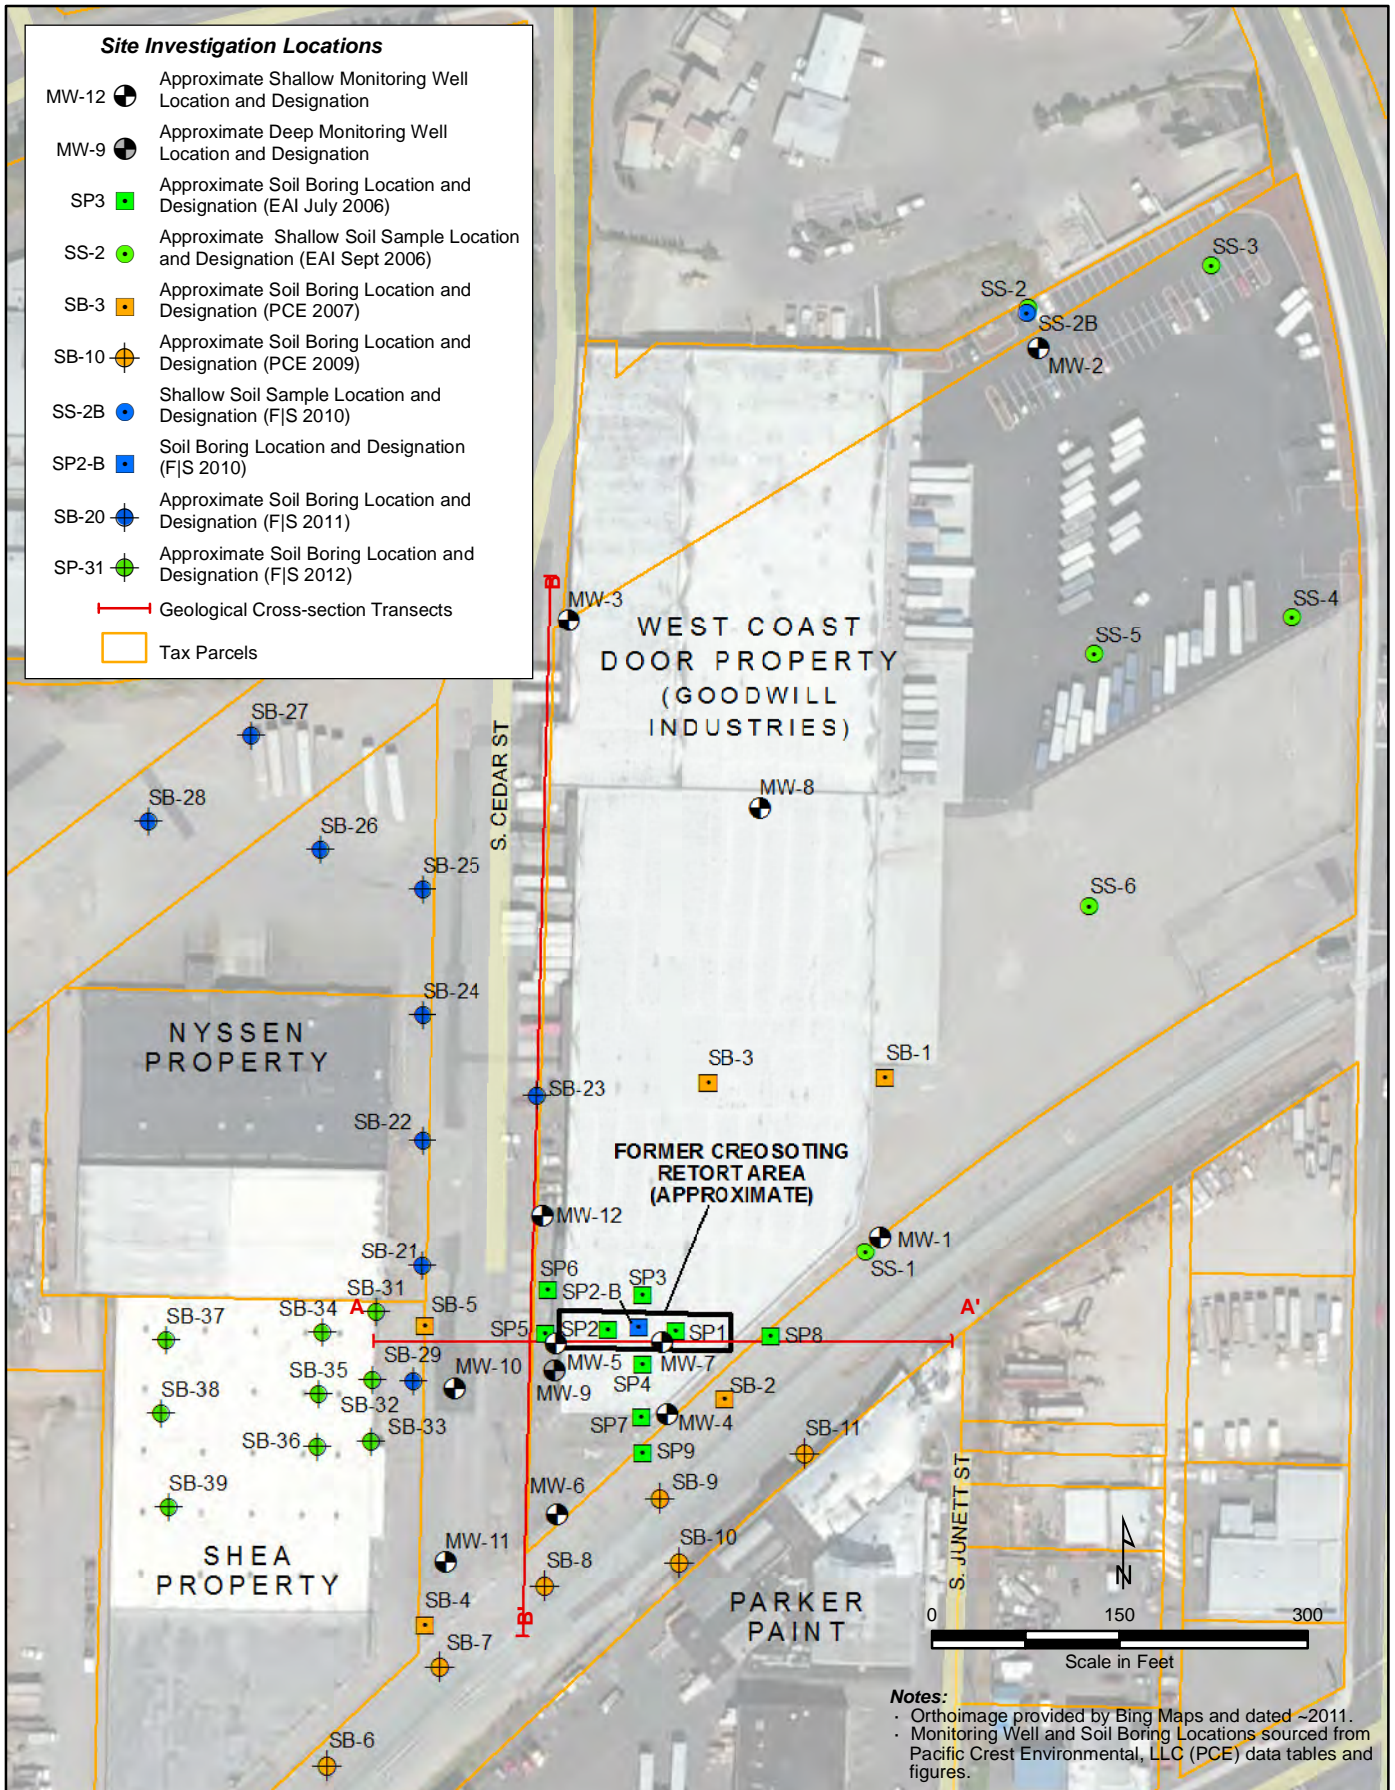 Site Investigation Locations
MW-12
Approximate Shallow Monitoring Well
Location and Designation
MW-9
Approximate Deep Monitoring Well
Location and Designation
SP3
Approximate Soil Boring Location and
Designation (EAI July 2006)
SS-2
Approximate Shallow Soil Sample Location
and Designation (EAI Sept 2006)
SB-3
Approximate Soil Boring Location and
Designation (PCE 2007)
SB-10
Approximate Soil Boring Location and
Designation (PCE 2009)
SS-2B
Shallow Soil Sample Location and
Designation (F|S 2010)
SP2-B
Soil Boring Location and Designation
(F|S 2010)
SB-20
Approximate Soil Boring Location and
Designation (F|S 2011)
SP-31
Approximate Soil Boring Location and
Designation (F|S 2012)
Geological Cross-section Transects
Tax Parcels
SS-3
SS-2
SS-2B
MW-2
B
MW-3
SS-4
WEST COAST
DOOR PROPERTY
(GOODWILL
INDUSTRIES)
SS-5
SB-27
S. CEDAR ST
MW-8
SB-28
SB-26
SB-25
SS-6
SB-24
NYSSEN
PROPERTY
SB-3
SB-1
SB-23
SB-22
FORMER CREOSOTING
RETORT AREA
(APPROXIMATE)
MW-12
MW-1
SB-21
SS-1
SP6
SP3
SP2-B
SB-31
A
A'
SB-37
SB-34
SB-5
SP5
SP2
SP1
SP8
MW-5
MW-7
SB-35
SB-29
MW-10
MW-9
SP4
SB-38
SB-32
SB-2
SP7
MW-4
SB-36
SB-33
SB-11
SP9
SB-39
SB-9
MW-6
MW-11
SB-10
SHEA
PROPERTY
SB-8
S. JUNETT ST
N
SB-4
B'
PARKER
PAINT
SB-7
0
150
300
Scale in Feet
SB-6
Notes:
· Orthoimage provided by Bing Maps and dated ~2011.
· Monitoring Well and Soil Boring Locations sourced from
Pacific Crest Environmental, LLC (PCE) data tables and
figures.